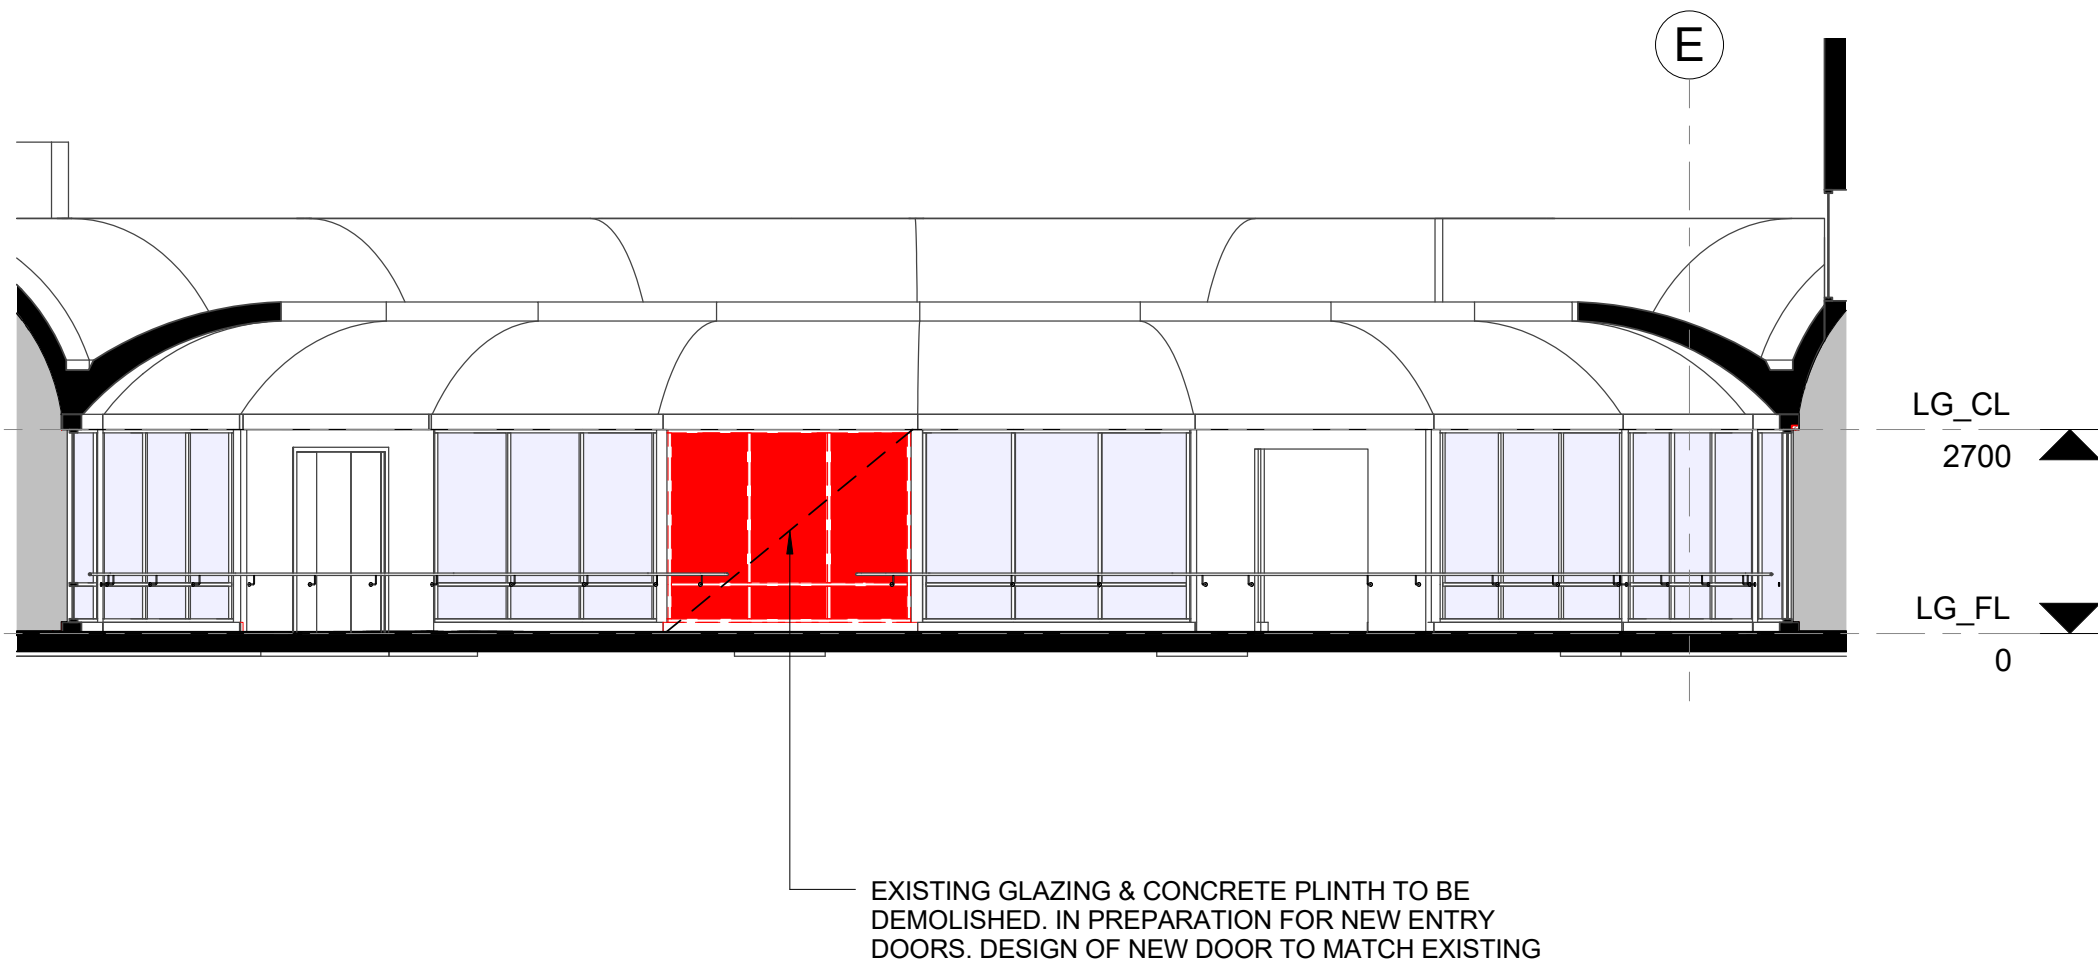 E
LG_CL
2700
LG_FL
0
EXISTING GLAZING & CONCRETE PLINTH TO BE
DEMOLISHED. IN PREPARATION FOR NEW ENTRY
DOORS. DESIGN OF NEW DOOR TO MATCH EXISTING